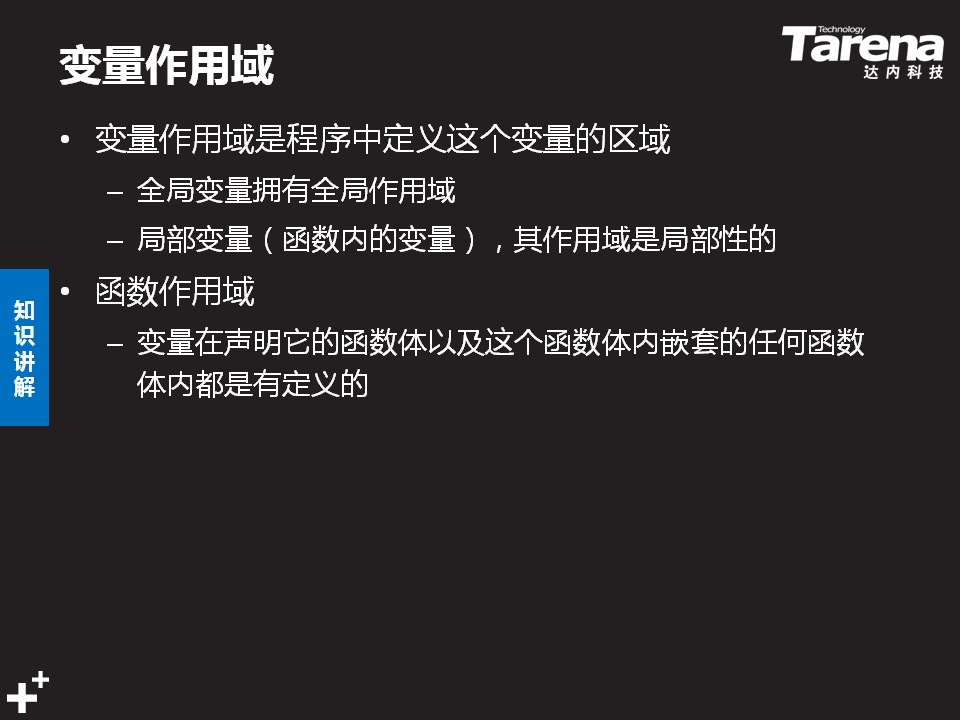 变量作用域
Technology
Tarena
达内科技
• 变量作用域是程序中定义这个变量的区域
– 全局变量拥有全局作用域
– 局部变量（函数内的变量），其作用域是局部性的
• 函数作用域
– 变量在声明它的函数体以及这个函数体内嵌套的任何函数
体内都是有定义的
知
识
讲
解